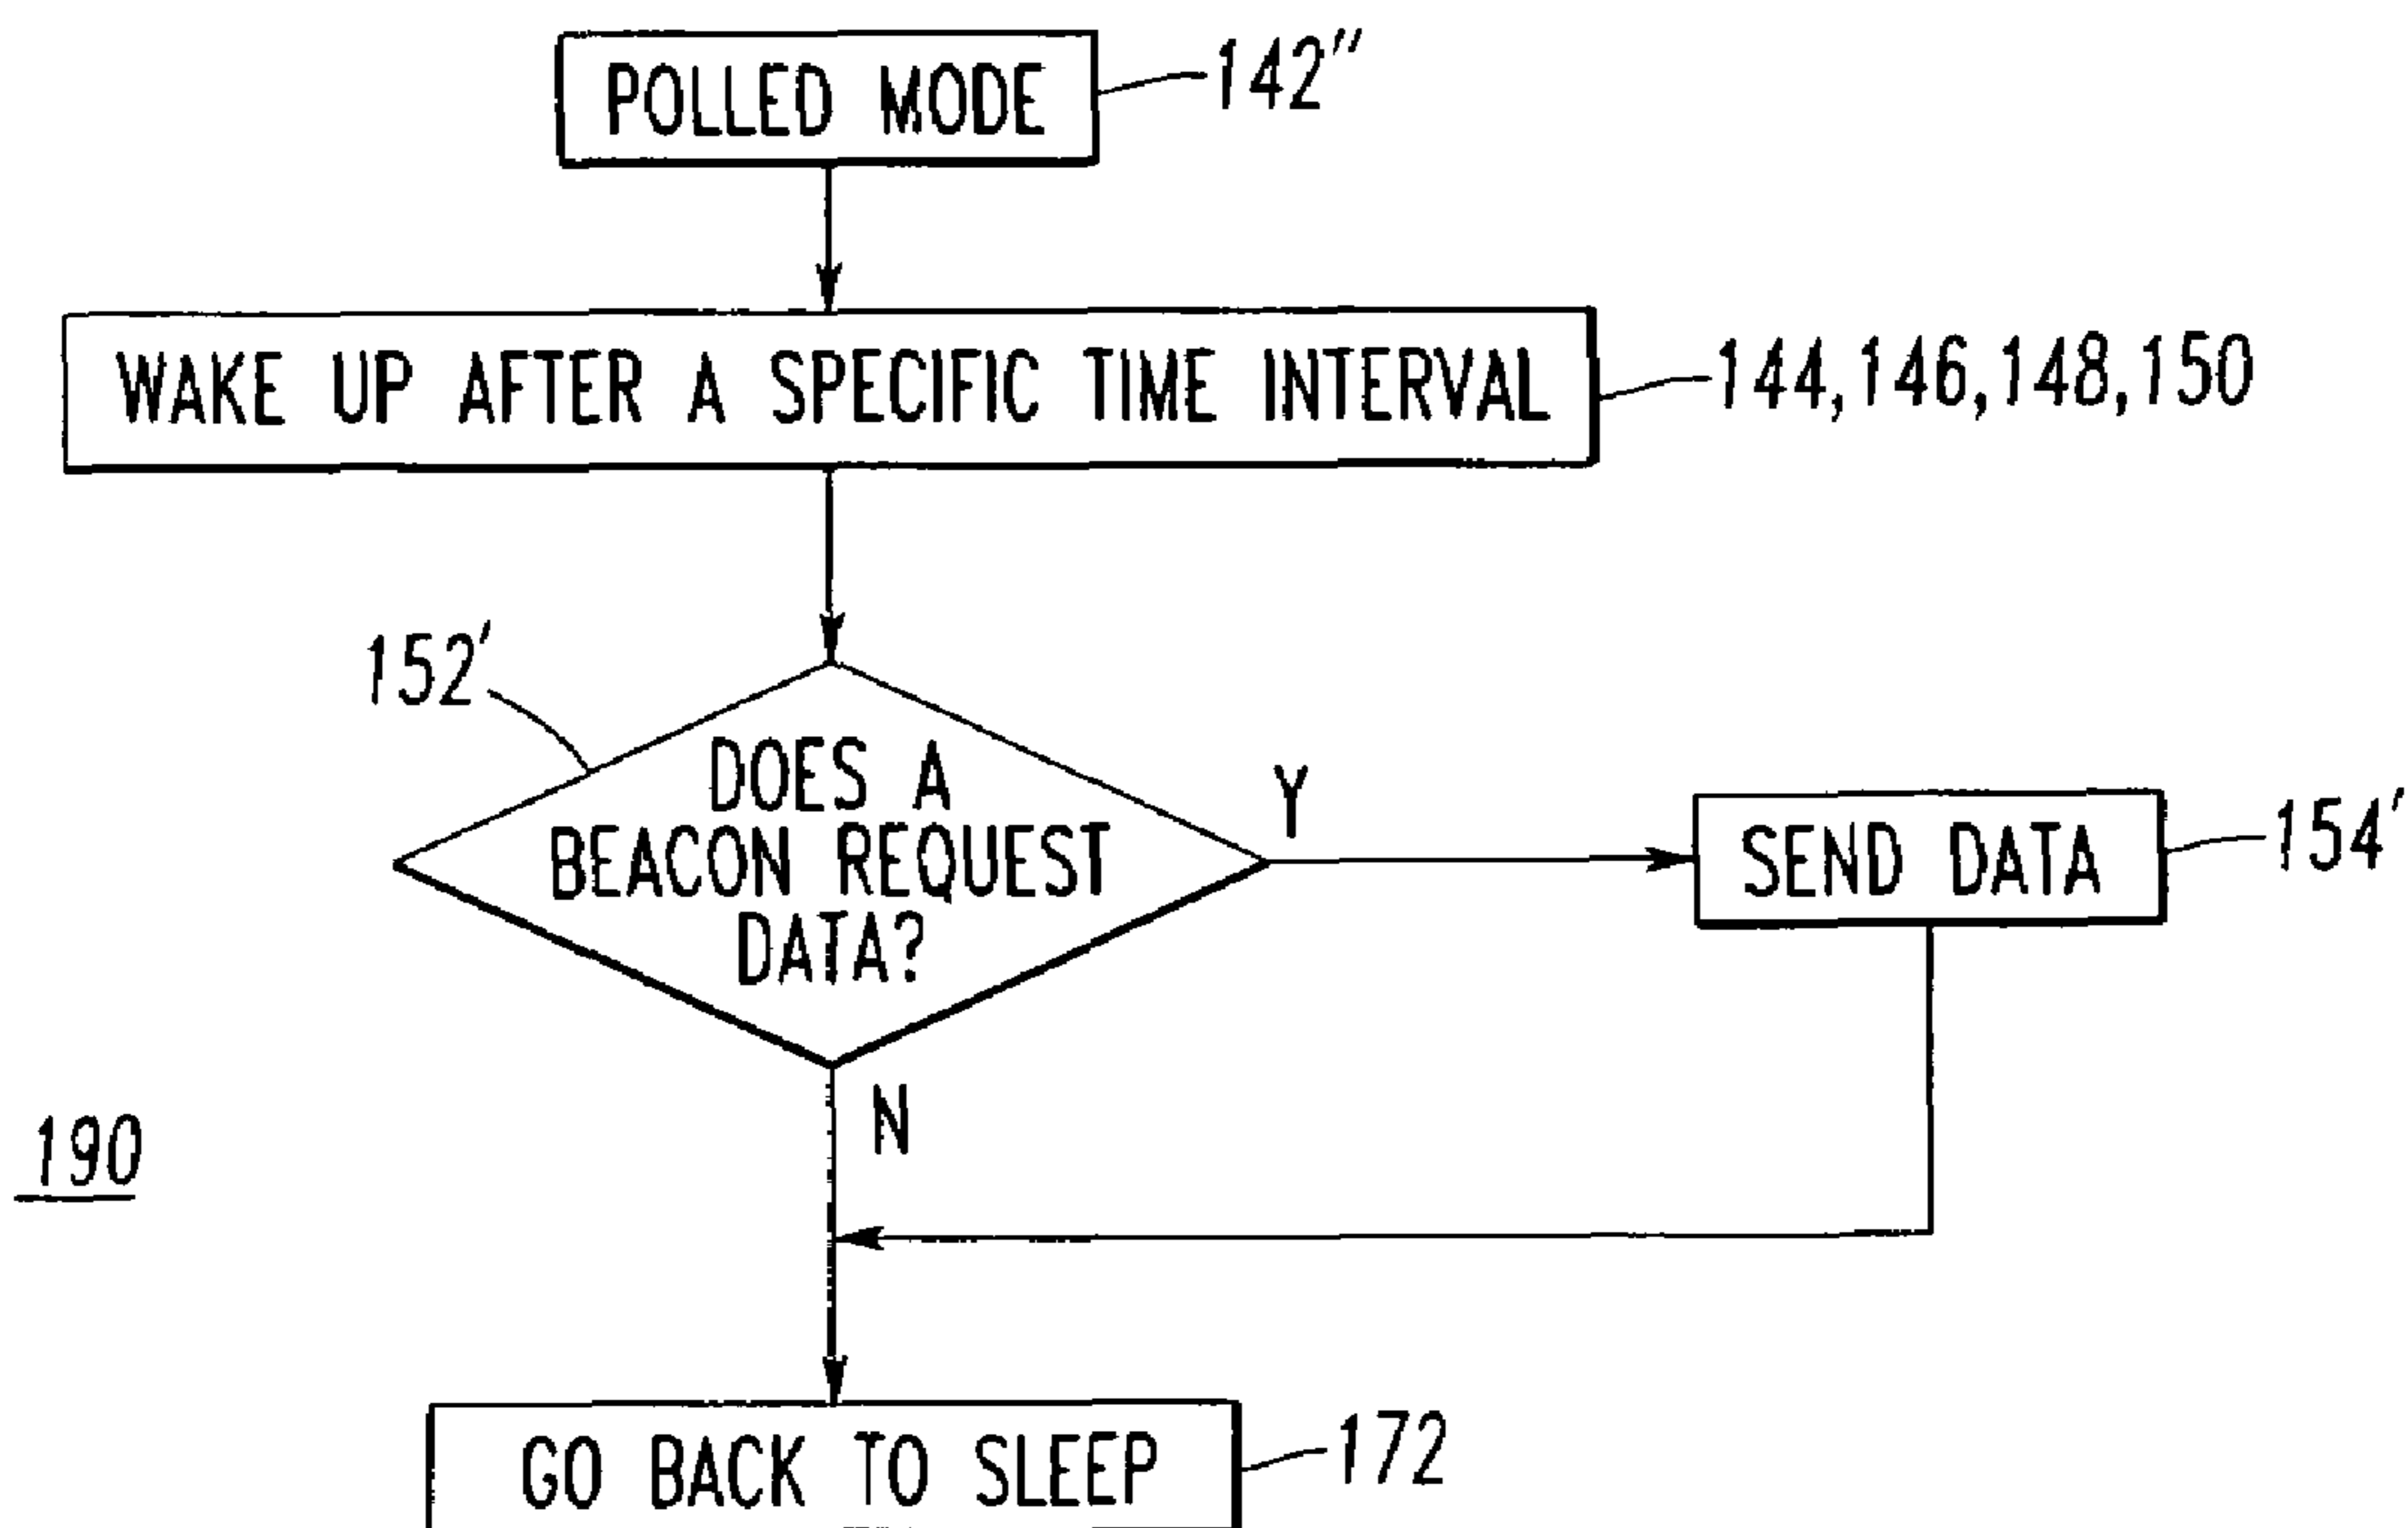 POLLED MODE
142"
WAKE UP AFTER A SPECIFIC TIME INTERVAL
144,146,148,150
152'
DOES A
BEACON REQUEST
DATA?
Y
SEND DATA
154'
N
190
GO BACK TO SLEEP
172